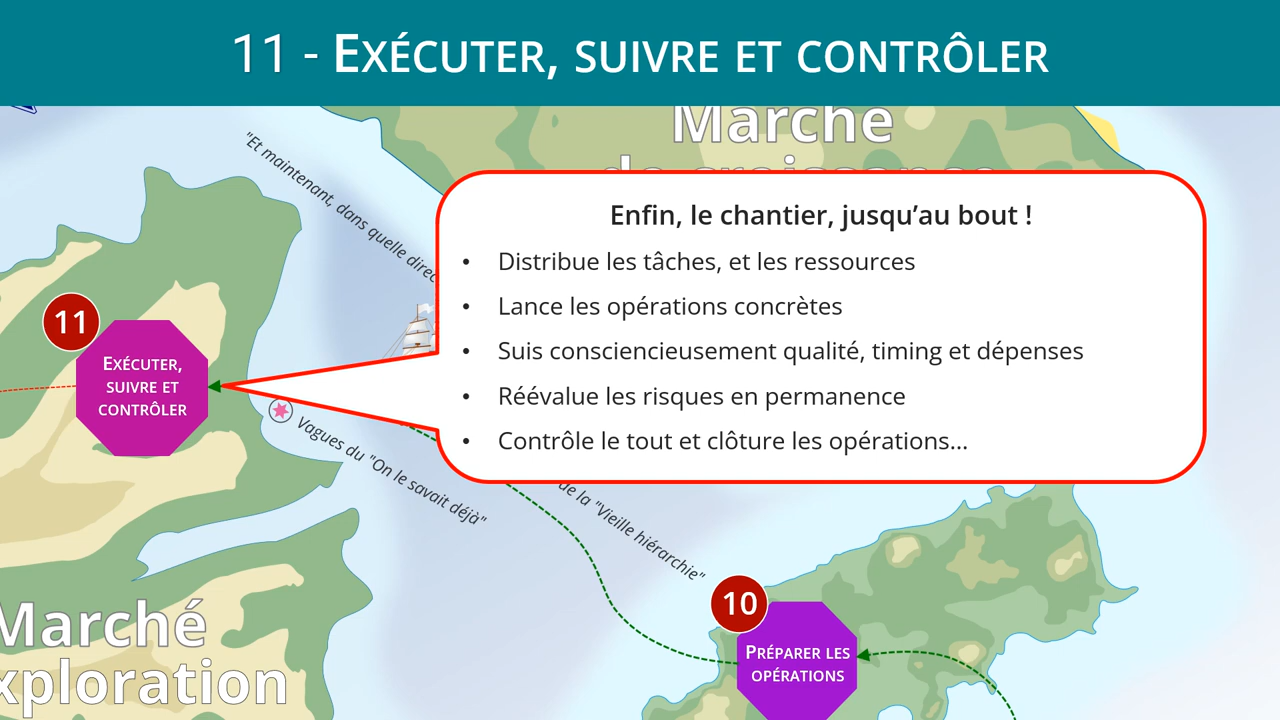 11 - Exécuter, suivre et contrôler
Marché
de croissance
"Et maintenant, dans quelle
Enfin, le chantier, jusqu’au bout !
• Distribue les tâches, et les ressources
• Lance les opérations concrètes
• Suis consciencieusement qualité, timing et dépenses
• Réévalue les risques en permanence
• Contrôle le tout et clôture les opérations...
11
Exécuter,
suivre et
contrôler
Vagues du "On le savait déjà"
de la "Vieille hiérarchie"
10
Préparer les
opérations
Marché
xploration